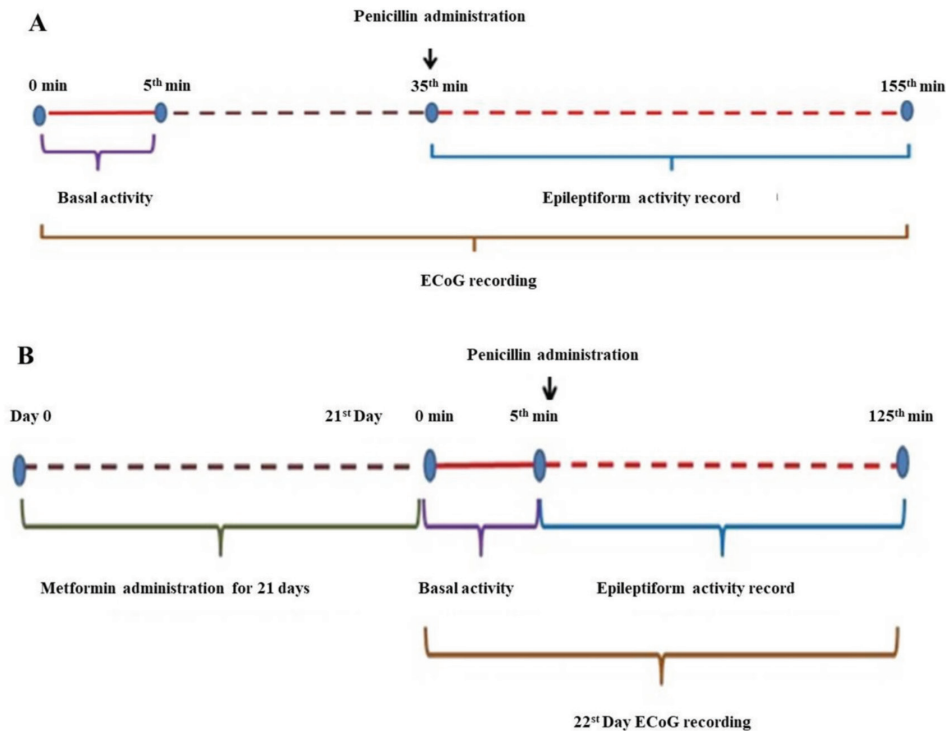 A
Penicillin administration
0 min 5th min 35th min 155th min
Basal activity Epileptiform activity record
ECoG recording
B
Penicillin administration
Day 0 21st Day 0 min 5th min 125th min
Metformin administration for 21 days Basal activity Epileptiform activity record
22st Day ECoG recording